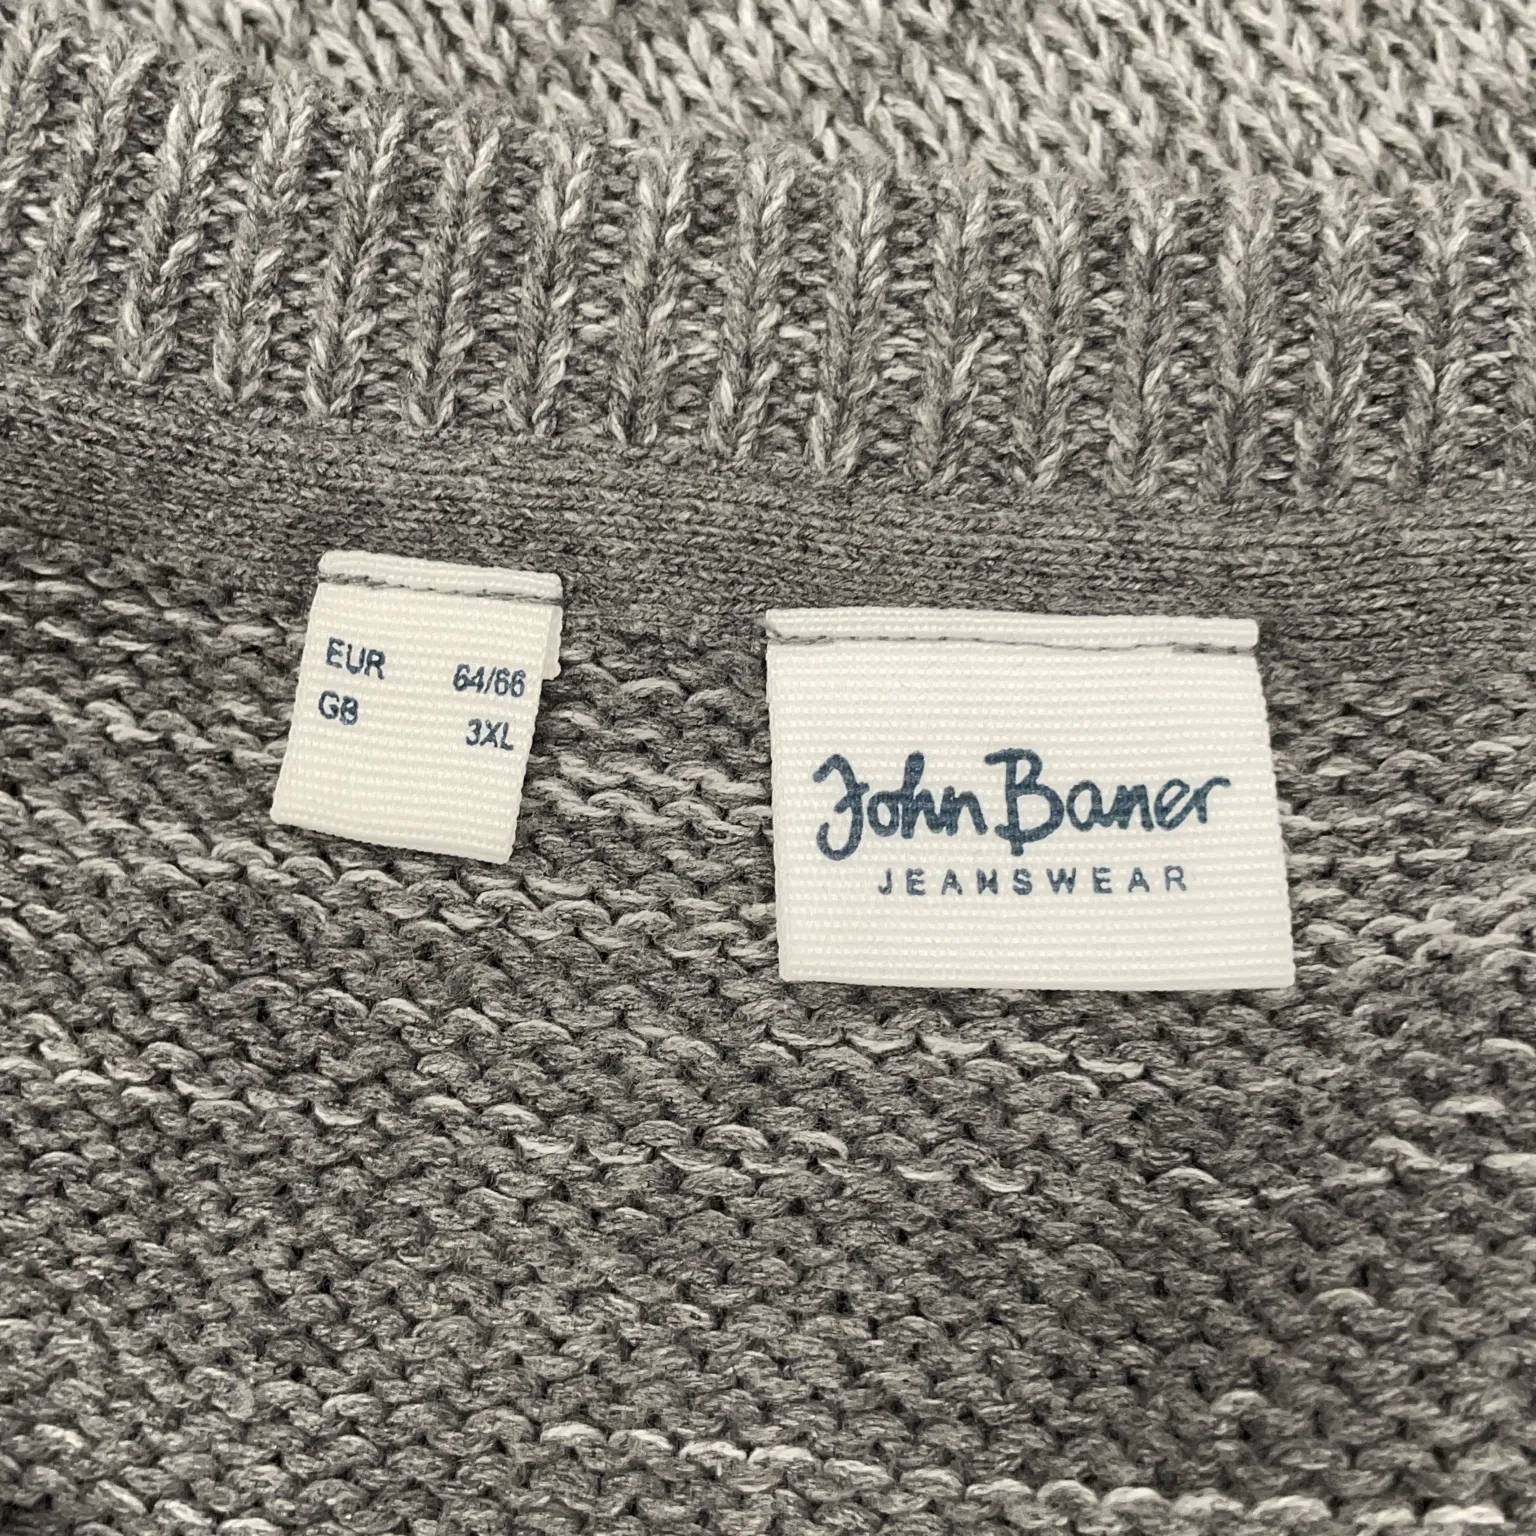 EUR 64/66
GB 3XL
John Baner
JEANSWEAR